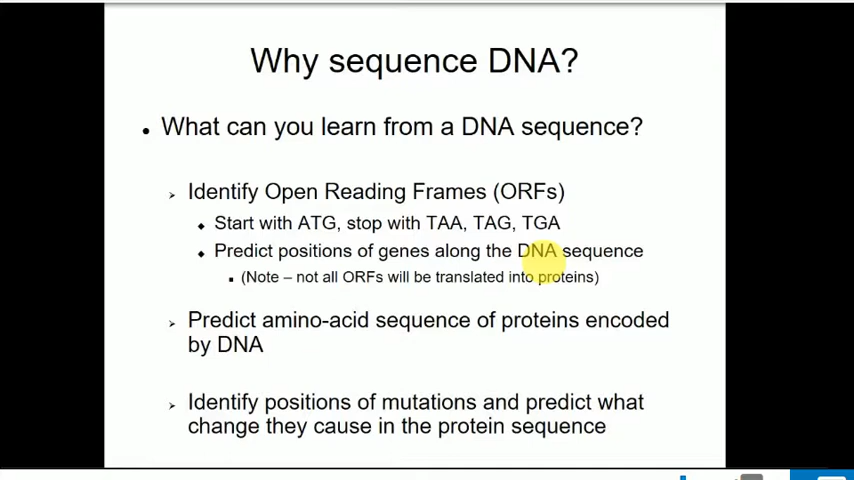 Why sequence DNA?
• What can you learn from a DNA sequence?
➢ Identify Open Reading Frames (ORFs)
◆ Start with ATG, stop with TAA, TAG, TGA
◆ Predict positions of genes along the DNA sequence
▪ (Note – not all ORFs will be translated into proteins)
➢ Predict amino-acid sequence of proteins encoded
by DNA
➢ Identify positions of mutations and predict what
change they cause in the protein sequence